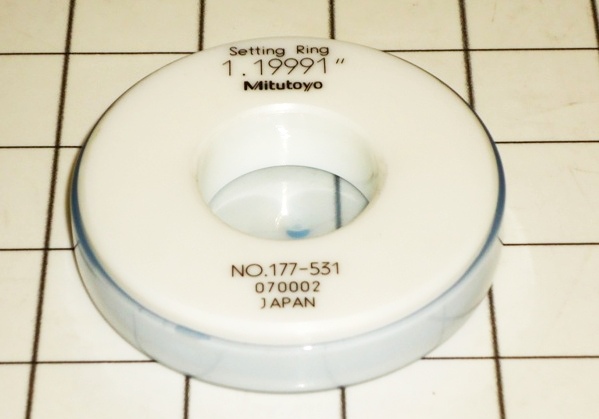 Setting Ring
1.19991"
Mitutoyo
NO.177-531
070002
JAPAN